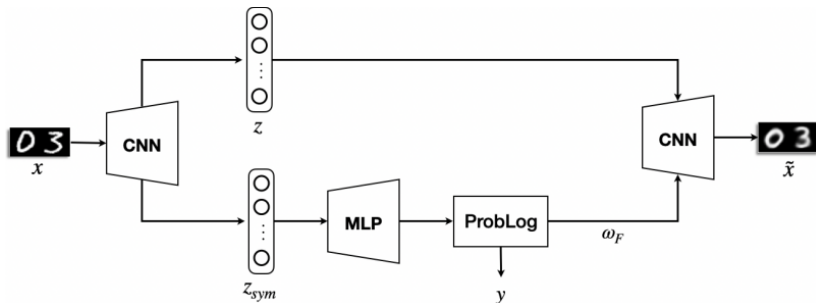 z
0 3
x
CNN
CNN
0 3
x̃
z_sym
MLP
ProbLog
ω_F
y